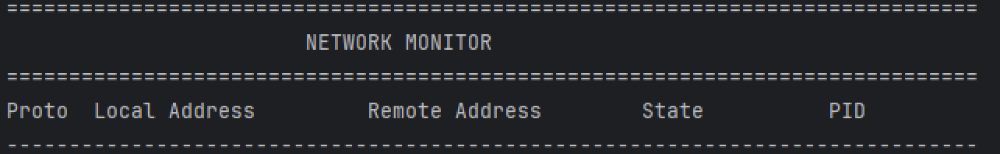 ==============================================================================
NETWORK MONITOR
==============================================================================
Proto  Local Address         Remote Address        State          PID
------------------------------------------------------------------------------